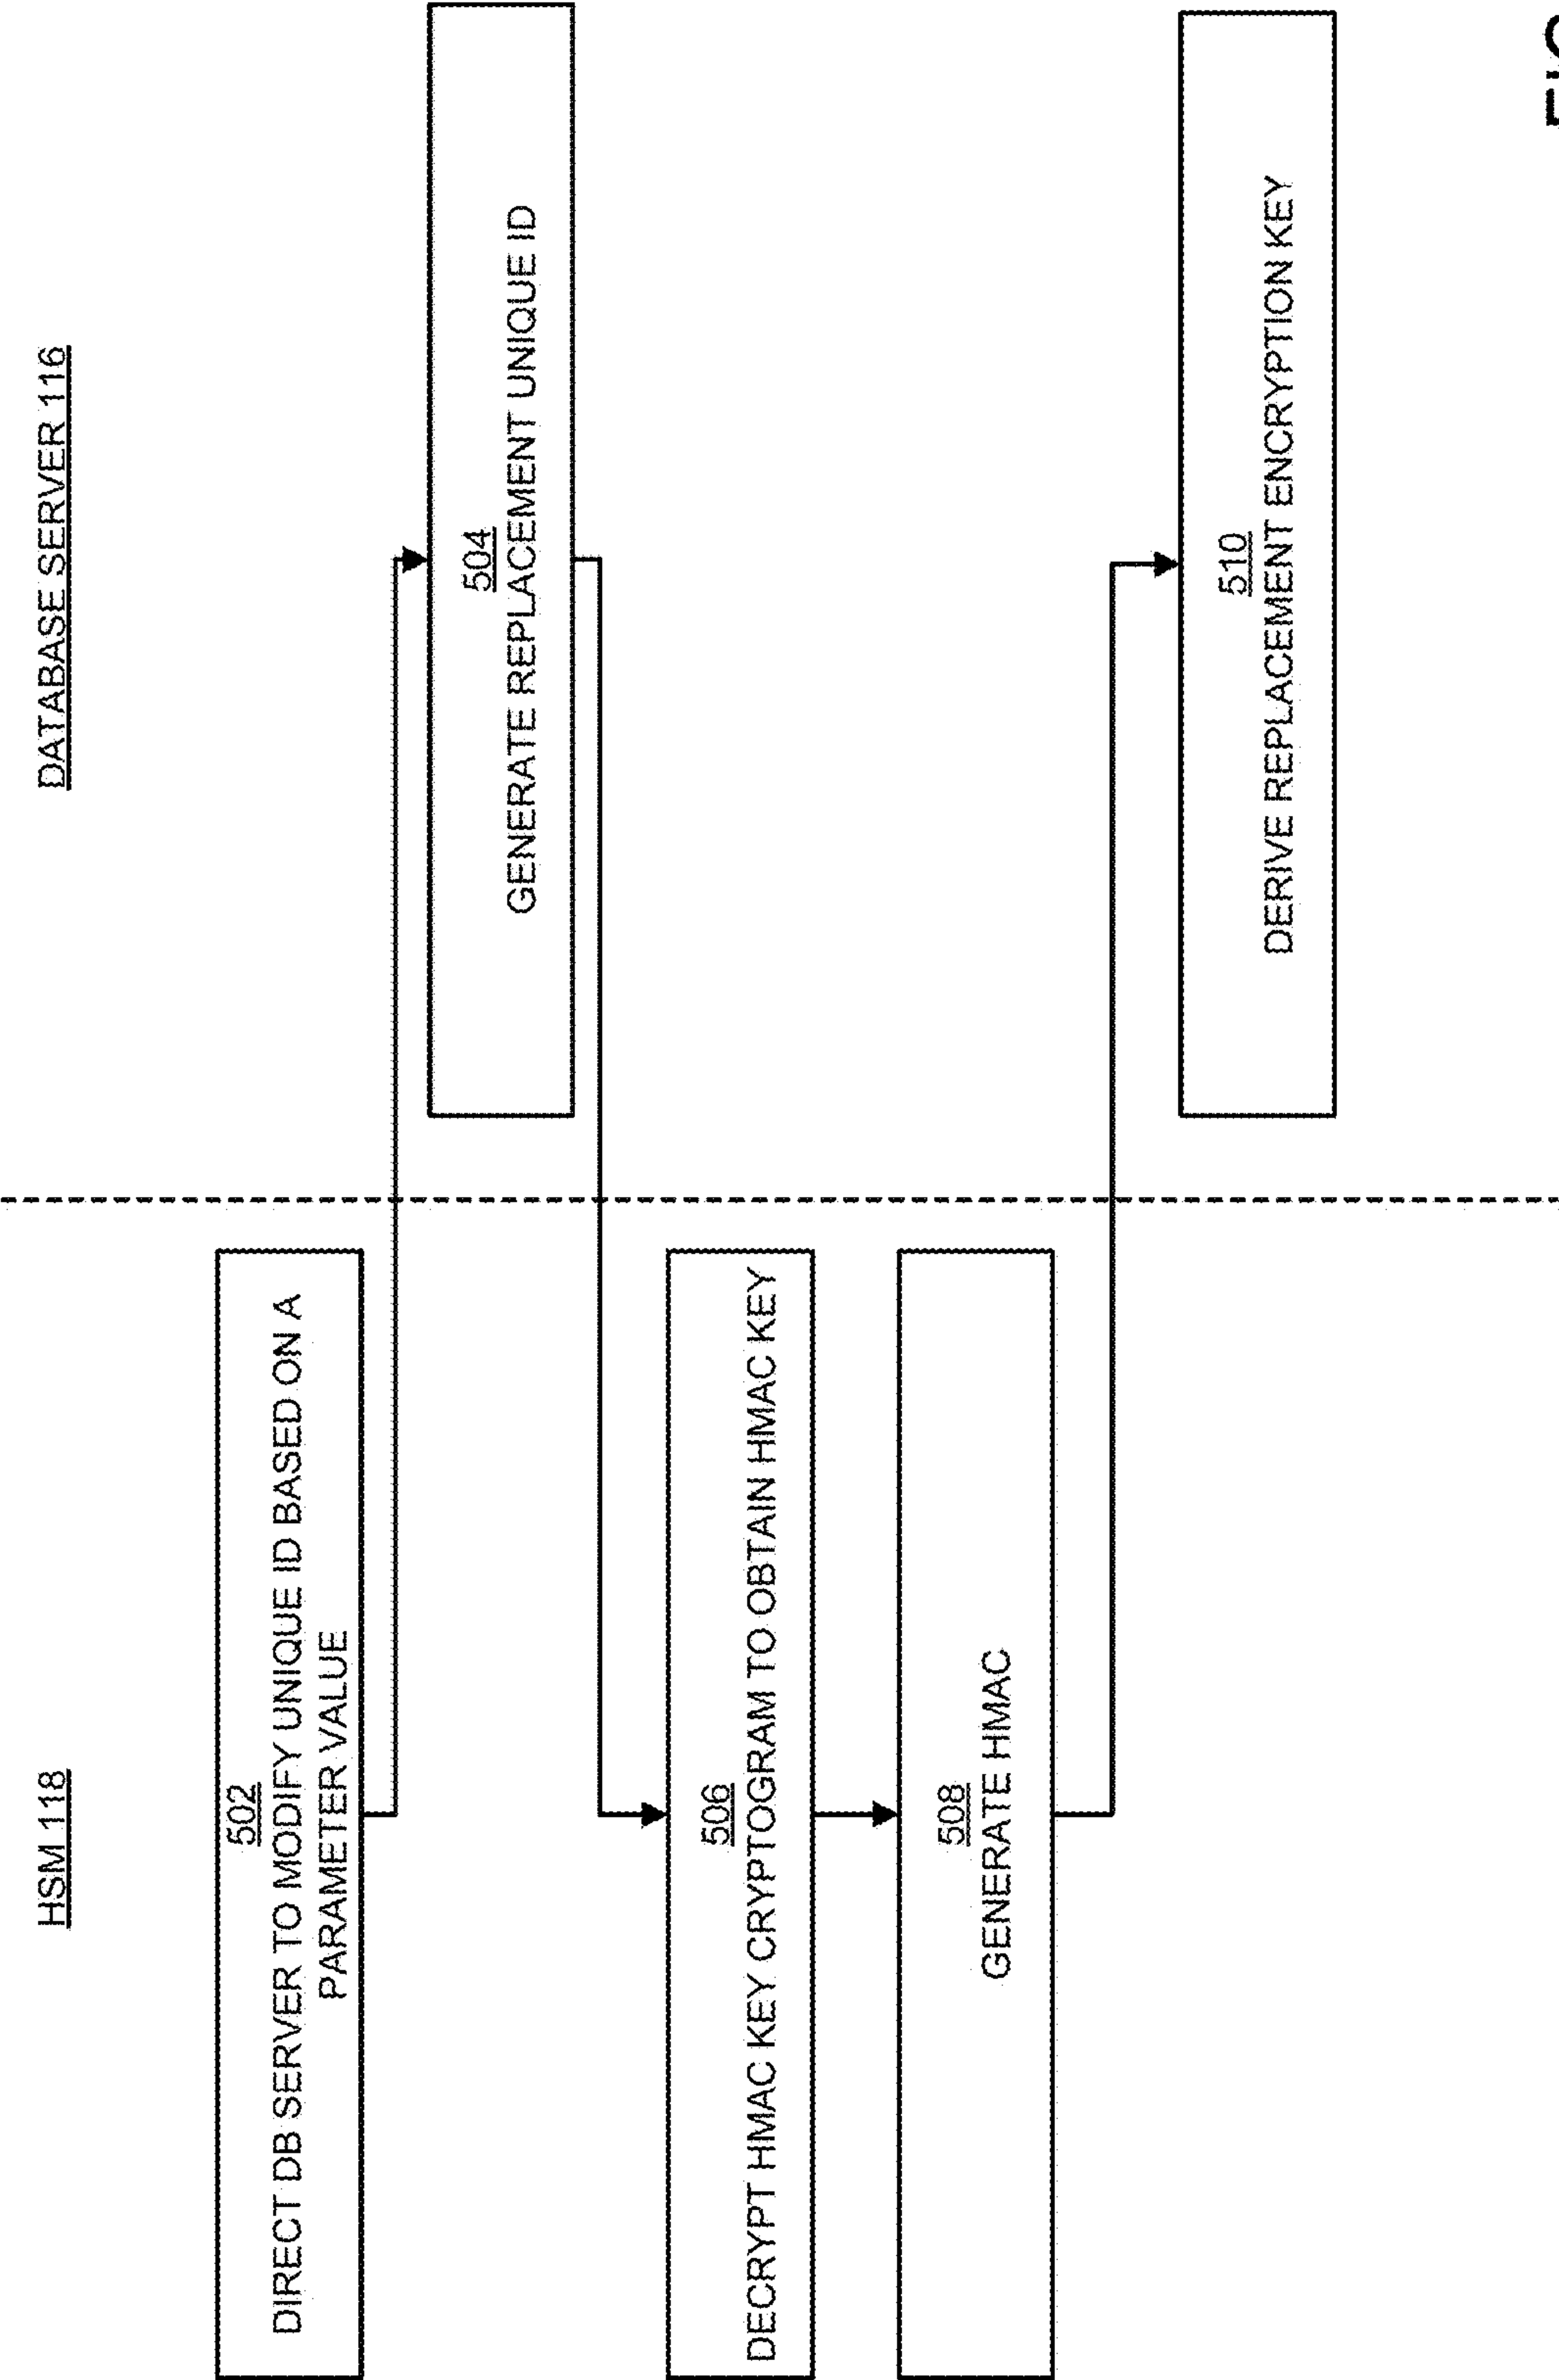 HSM 118
DATABASE SERVER 116
502
DIRECT DB SERVER TO MODIFY UNIQUE ID BASED ON A
PARAMETER VALUE
504
GENERATE REPLACEMENT UNIQUE ID
506
DECRYPT HMAC KEY CRYPTOGRAM TO OBTAIN HMAC KEY
508
GENERATE HMAC
510
DERIVE REPLACEMENT ENCRYPTION KEY